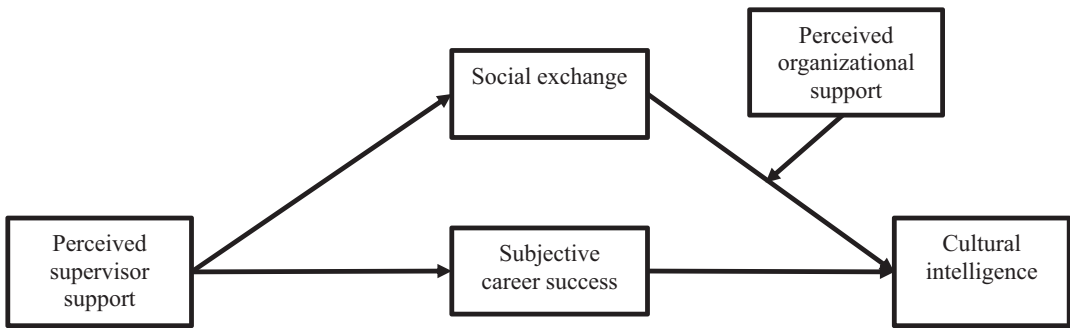 Perceived
organizational
support
Social exchange
Perceived
supervisor
support
Subjective
career success
Cultural
intelligence